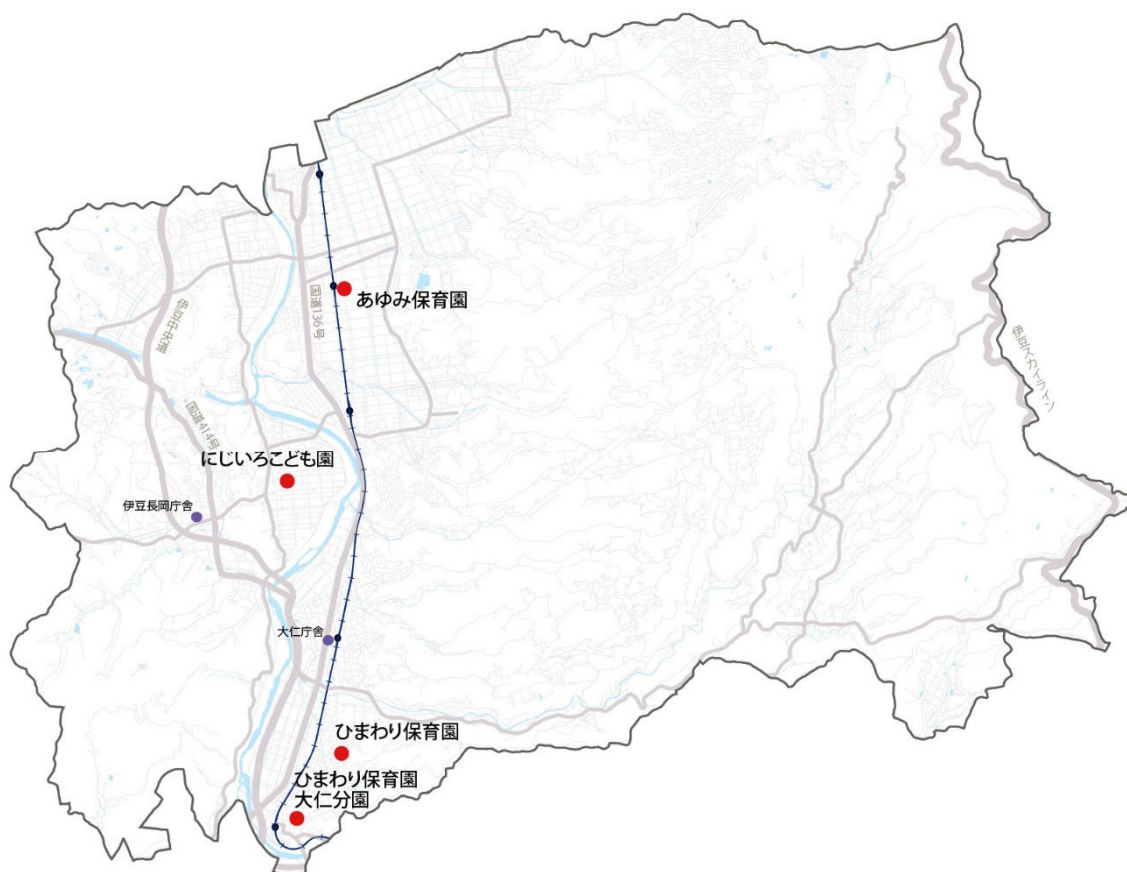 あゆみ保育園
国道136号
伊豆中央道
伊豆スカイライン
国道414号
にじいろこども園
伊豆長岡庁舎
大仁庁舎
ひまわり保育園
ひまわり保育園
大仁分園